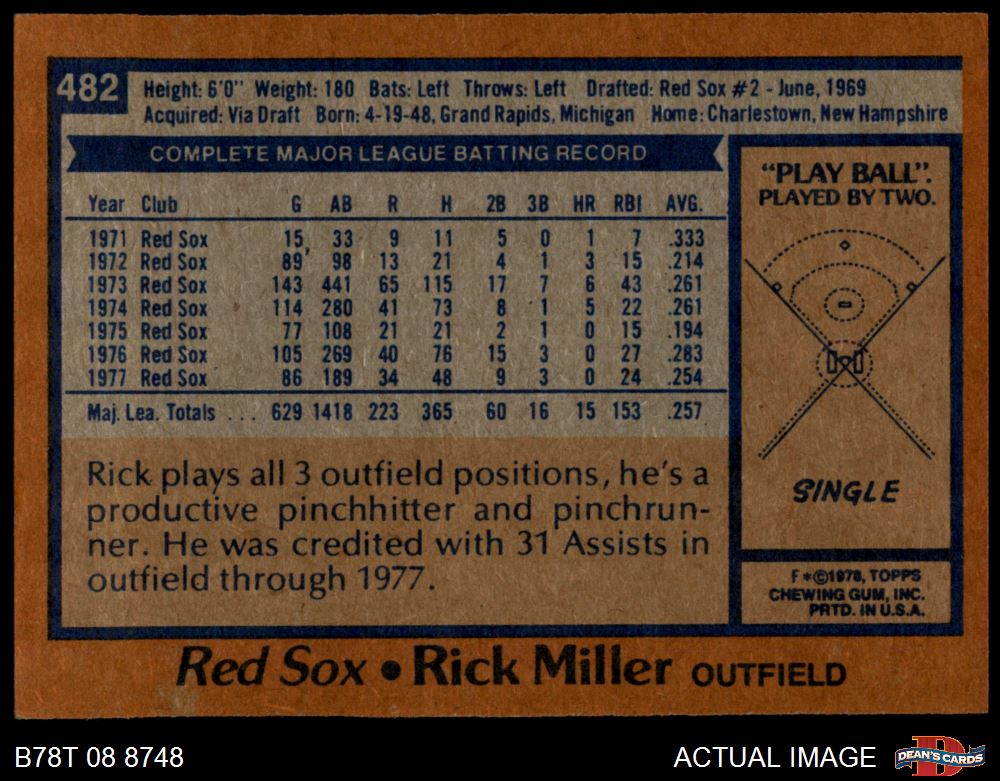 482
Height: 6'0" Weight: 180 Bats: Left Throws: Left Drafted: Red Sox #2 - June, 1969
Acquired: Via Draft Born: 4-19-48, Grand Rapids, Michigan Home: Charlestown, New Hampshire
COMPLETE MAJOR LEAGUE BATTING RECORD
Year Club G AB R H 2B 3B HR RBI AVG.
1971 Red Sox 15 33 9 11 5 0 1 7 .333
1972 Red Sox 89 98 13 21 4 1 3 15 .214
1973 Red Sox 143 441 65 115 17 7 6 43 .261
1974 Red Sox 114 280 41 73 8 1 5 22 .261
1975 Red Sox 77 108 21 21 2 1 0 15 .194
1976 Red Sox 105 269 40 76 15 3 0 27 .283
1977 Red Sox 86 189 34 48 9 3 0 24 .254
Maj. Lea. Totals ... 629 1418 223 365 60 16 15 153 .257
Rick plays all 3 outfield positions, he's a
productive pinchhitter and pinchrun-
ner. He was credited with 31 Assists in
outfield through 1977.
"PLAY BALL".
PLAYED BY TWO.
SINGLE
F*©1978, TOPPS
CHEWING GUM, INC.
PRTD. IN U.S.A.
Red Sox • Rick Miller OUTFIELD
B78T 08 8748
ACTUAL IMAGE
D
DEAN'S CARDS